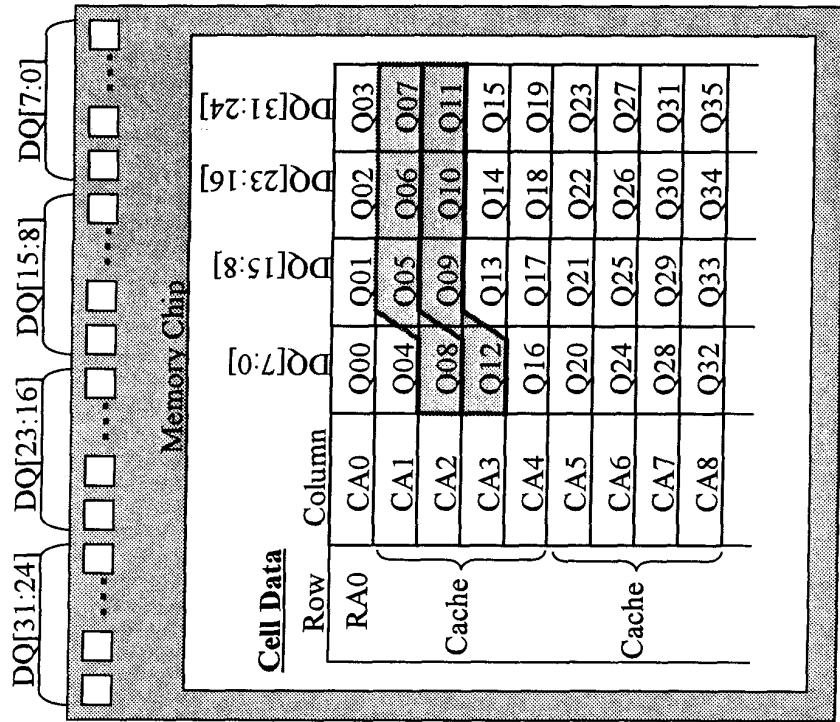 DQ[31:24] DQ[23:16] DQ[15:8] DQ[7:0]
Memory Chip
Cell Data
Row Column DQ[7:0] DQ[15:8] DQ[23:16] DQ[31:24]
RA0 CA0 Q00 Q01 Q02 Q03
CA1 Q04 Q05 Q06 Q07
CA2 Q08 Q09 Q10 Q11
CA3 Q12 Q13 Q14 Q15
CA4 Q16 Q17 Q18 Q19
CA5 Q20 Q21 Q22 Q23
CA6 Q24 Q25 Q26 Q27
CA7 Q28 Q29 Q30 Q31
CA8 Q32 Q33 Q34 Q35
Cache
Cache